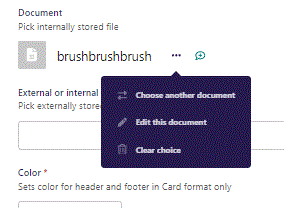 Document
Pick internally stored file
brushbrushbrush
Choose another document
External or internal
Edit this document
Pick externally store
Clear choice
Color *
Sets color for header and footer in Card format only